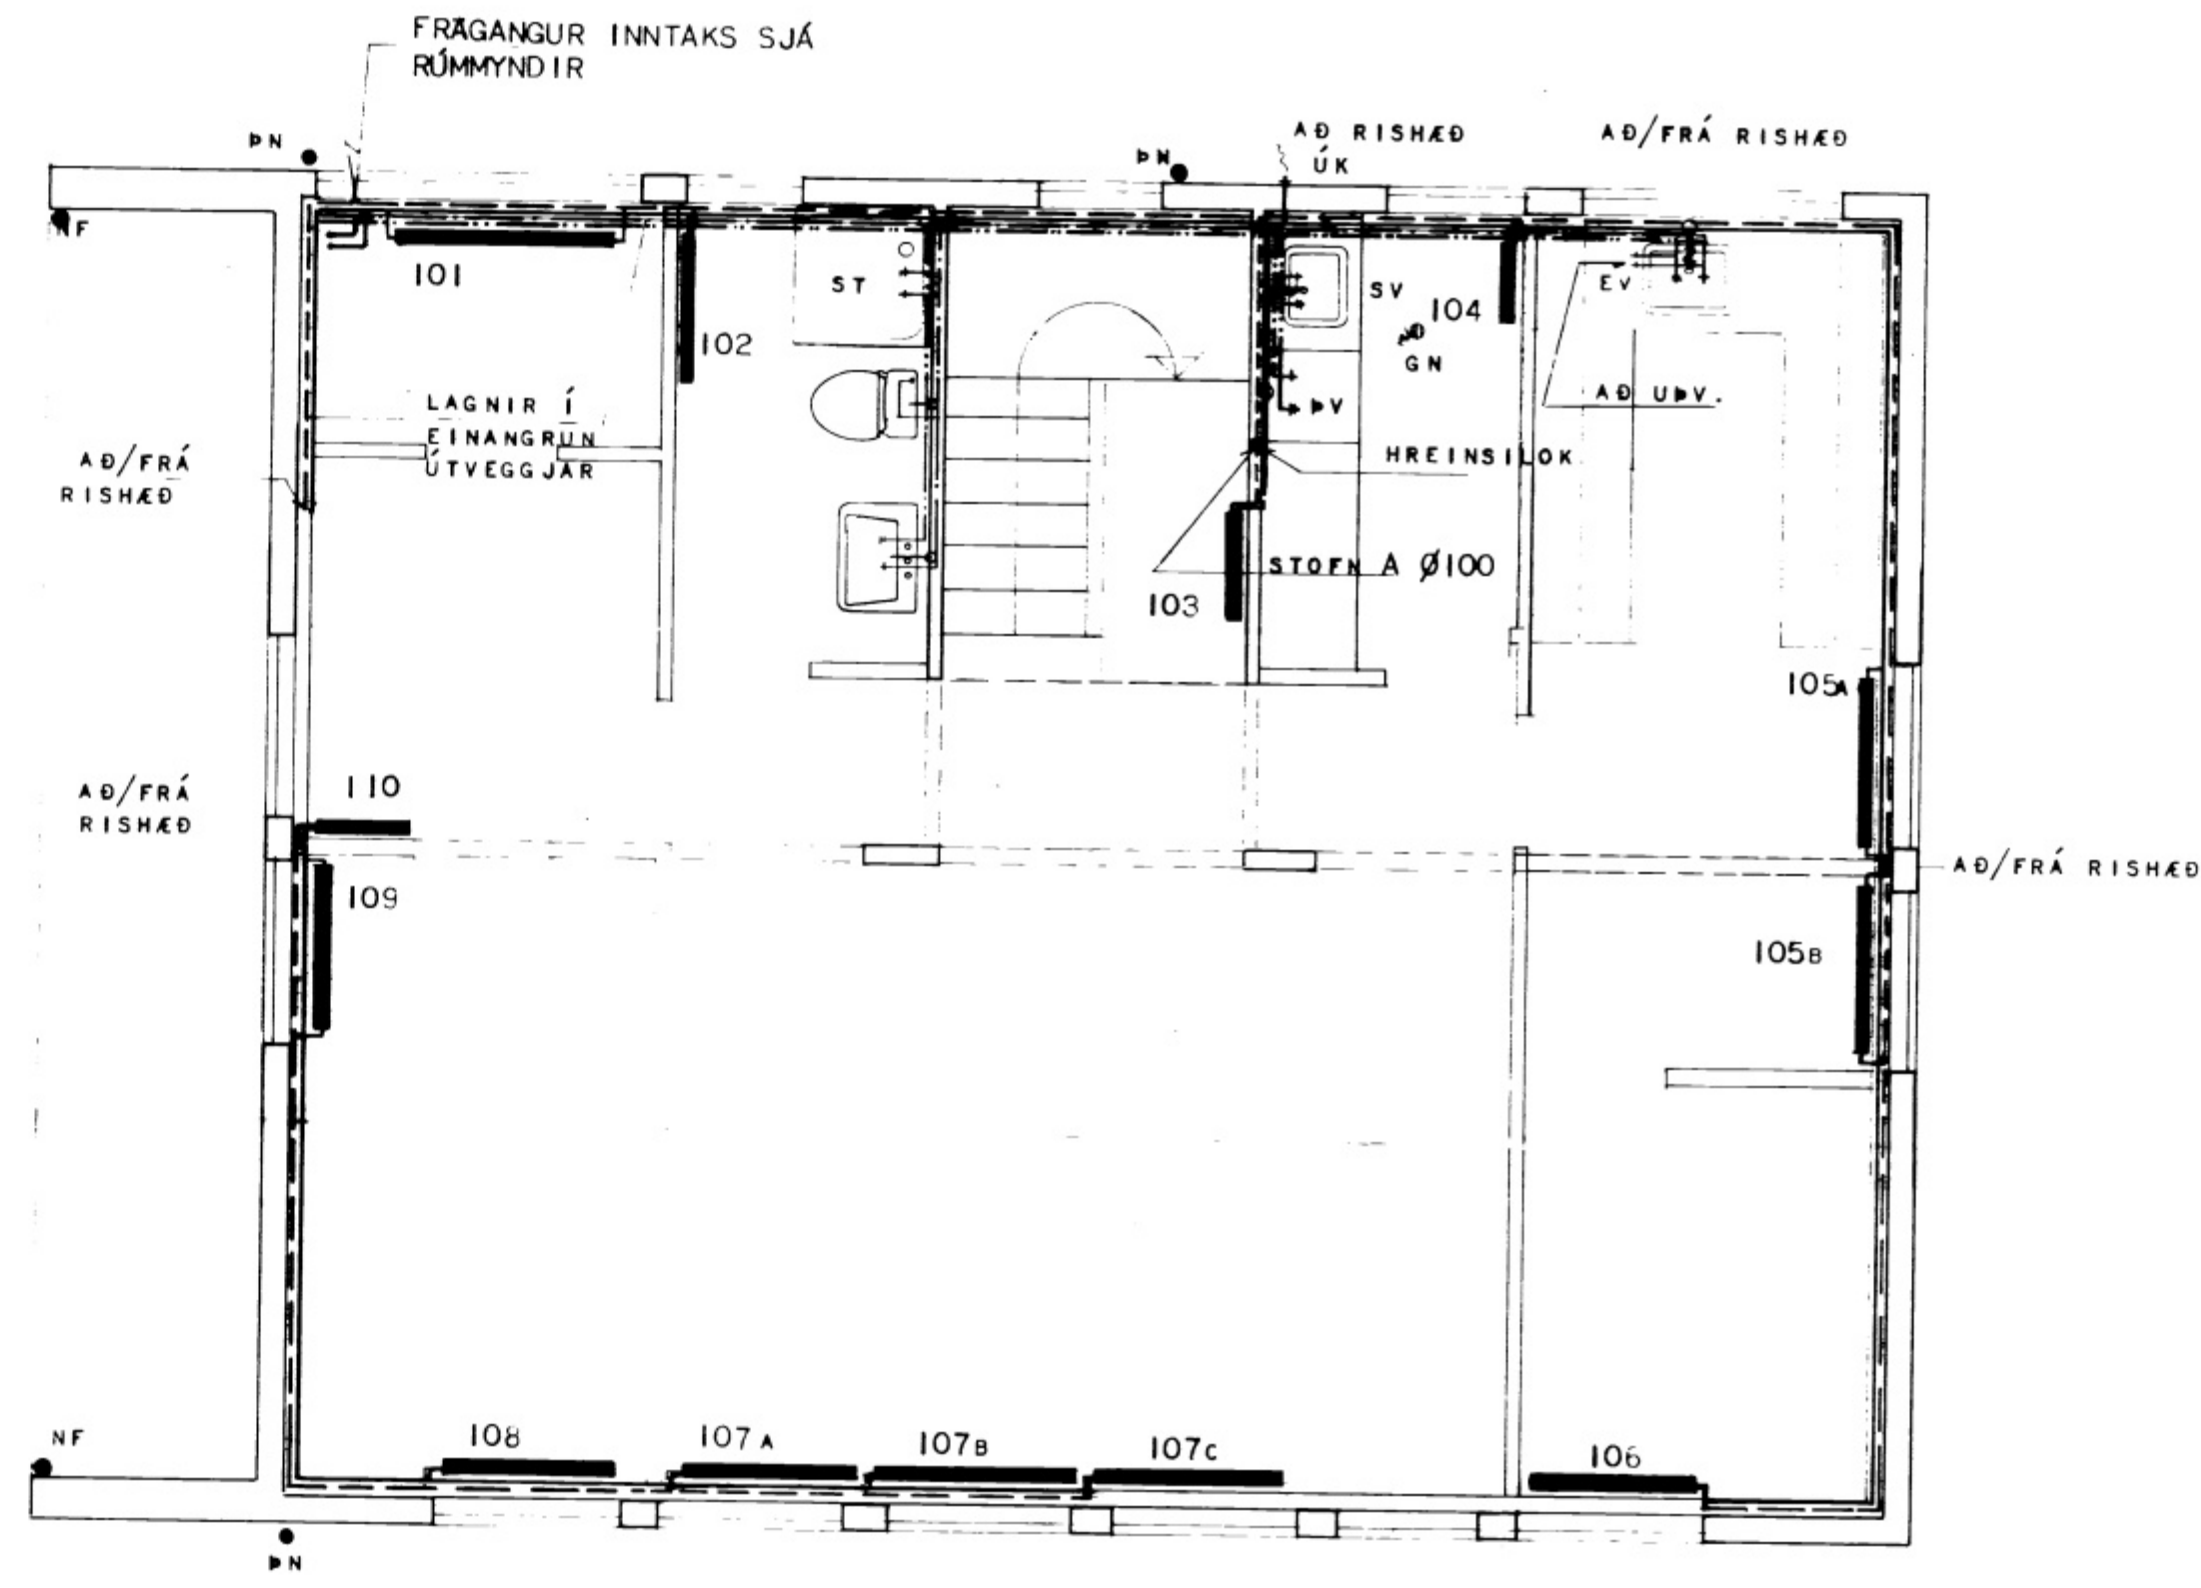 FRÁGANGUR INNTAKS SJÁ
RÚMMYNDIR
ÞN
ÞN
AÐ RISHÆÐ
ÚK
AÐ/FRÁ RISHÆÐ
NF
101
ST
SV
104
EV
102
GN
LAGNIR Í
EINANGRUN
ÚTVEGGJAR
ÞV
AÐ UÞV.
AÐ/FRÁ
RISHÆÐ
HREINSILOK
STOFN A Ø100
103
105A
AÐ/FRÁ
RISHÆÐ
110
AÐ/FRÁ RISHÆÐ
109
105B
NF
108
107A
107B
107C
106
ÞN